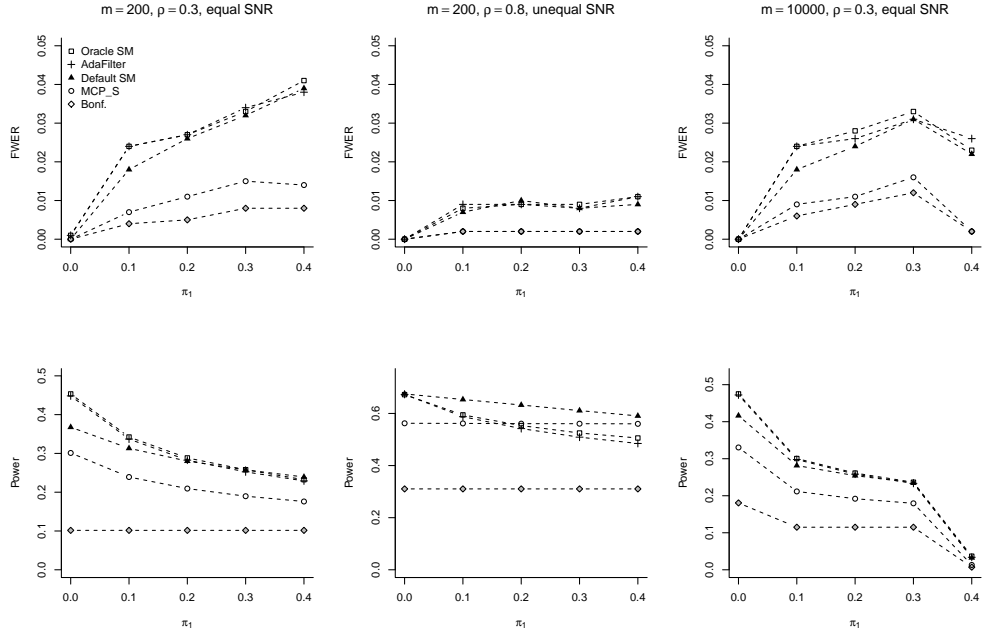 m = 200, ρ = 0.3, equal SNR
FWER
0.05
0.04
0.03
0.02
0.01
0.00
Oracle SM
AdaFilter
Default SM
MCP_S
Bonf.
0.0 0.1 0.2 0.3 0.4
π1
m = 200, ρ = 0.8, unequal SNR
FWER
0.05
0.04
0.03
0.02
0.01
0.00
0.0 0.1 0.2 0.3 0.4
π1
m = 10000, ρ = 0.3, equal SNR
FWER
0.05
0.04
0.03
0.02
0.01
0.00
0.0 0.1 0.2 0.3 0.4
π1
Power
0.5
0.4
0.3
0.2
0.1
0.0
0.0 0.1 0.2 0.3 0.4
π1
Power
0.6
0.4
0.2
0.0
0.0 0.1 0.2 0.3 0.4
π1
Power
0.5
0.4
0.3
0.2
0.1
0.0
0.0 0.1 0.2 0.3 0.4
π1